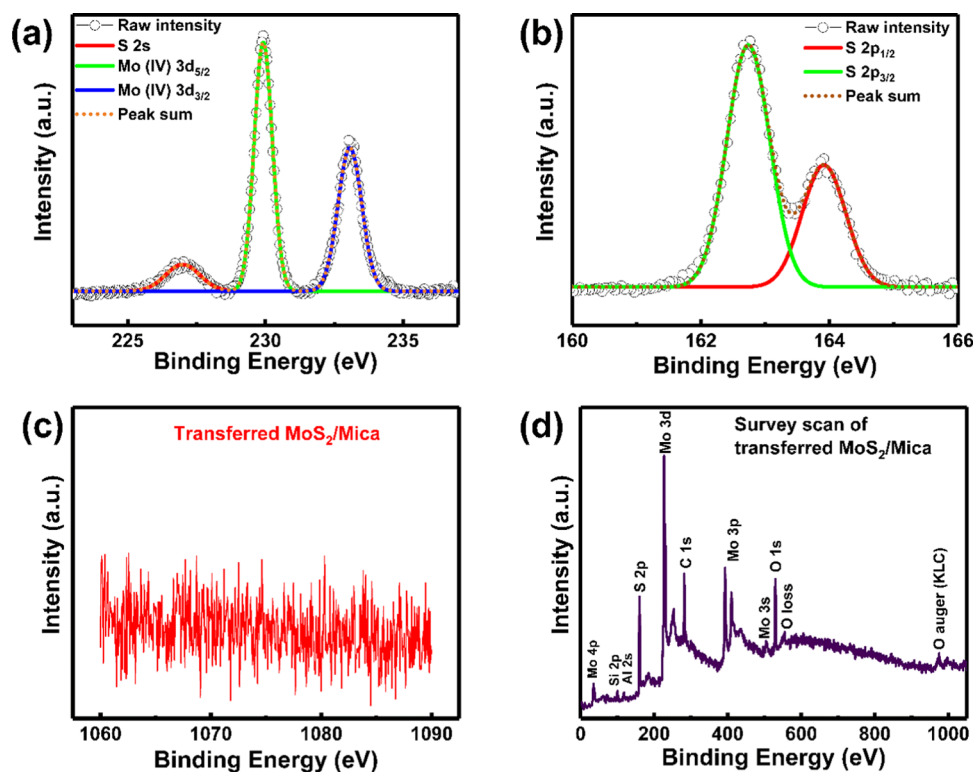 (a)
Raw intensity
S 2s
Mo (IV) 3d5/2
Mo (IV) 3d3/2
Peak sum
Intensity (a.u.)
225
230
235
Binding Energy (eV)
(b)
Raw intensity
S 2p1/2
S 2p3/2
Peak sum
Intensity (a.u.)
160
162
164
166
Binding Energy (eV)
(c)
Transferred MoS2/Mica
Intensity (a.u.)
1060
1070
1080
1090
Binding Energy (eV)
(d)
Survey scan of
transferred MoS2/Mica
Intensity (a.u.)
Mo 4p
Si 2p
Al 2s
S 2p
Mo 3d
C 1s
Mo 3p
Mo 3s
O 1s
O loss
O auger (KLC)
0
200
400
600
800
1000
Binding Energy (eV)